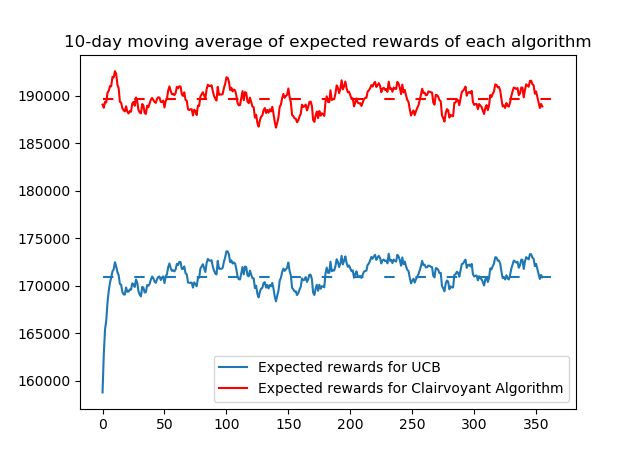 10-day moving average of expected rewards of each algorithm
190000
185000
180000
175000
170000
165000
160000
0 50 100 150 200 250 300 350
Expected rewards for UCB
Expected rewards for Clairvoyant Algorithm